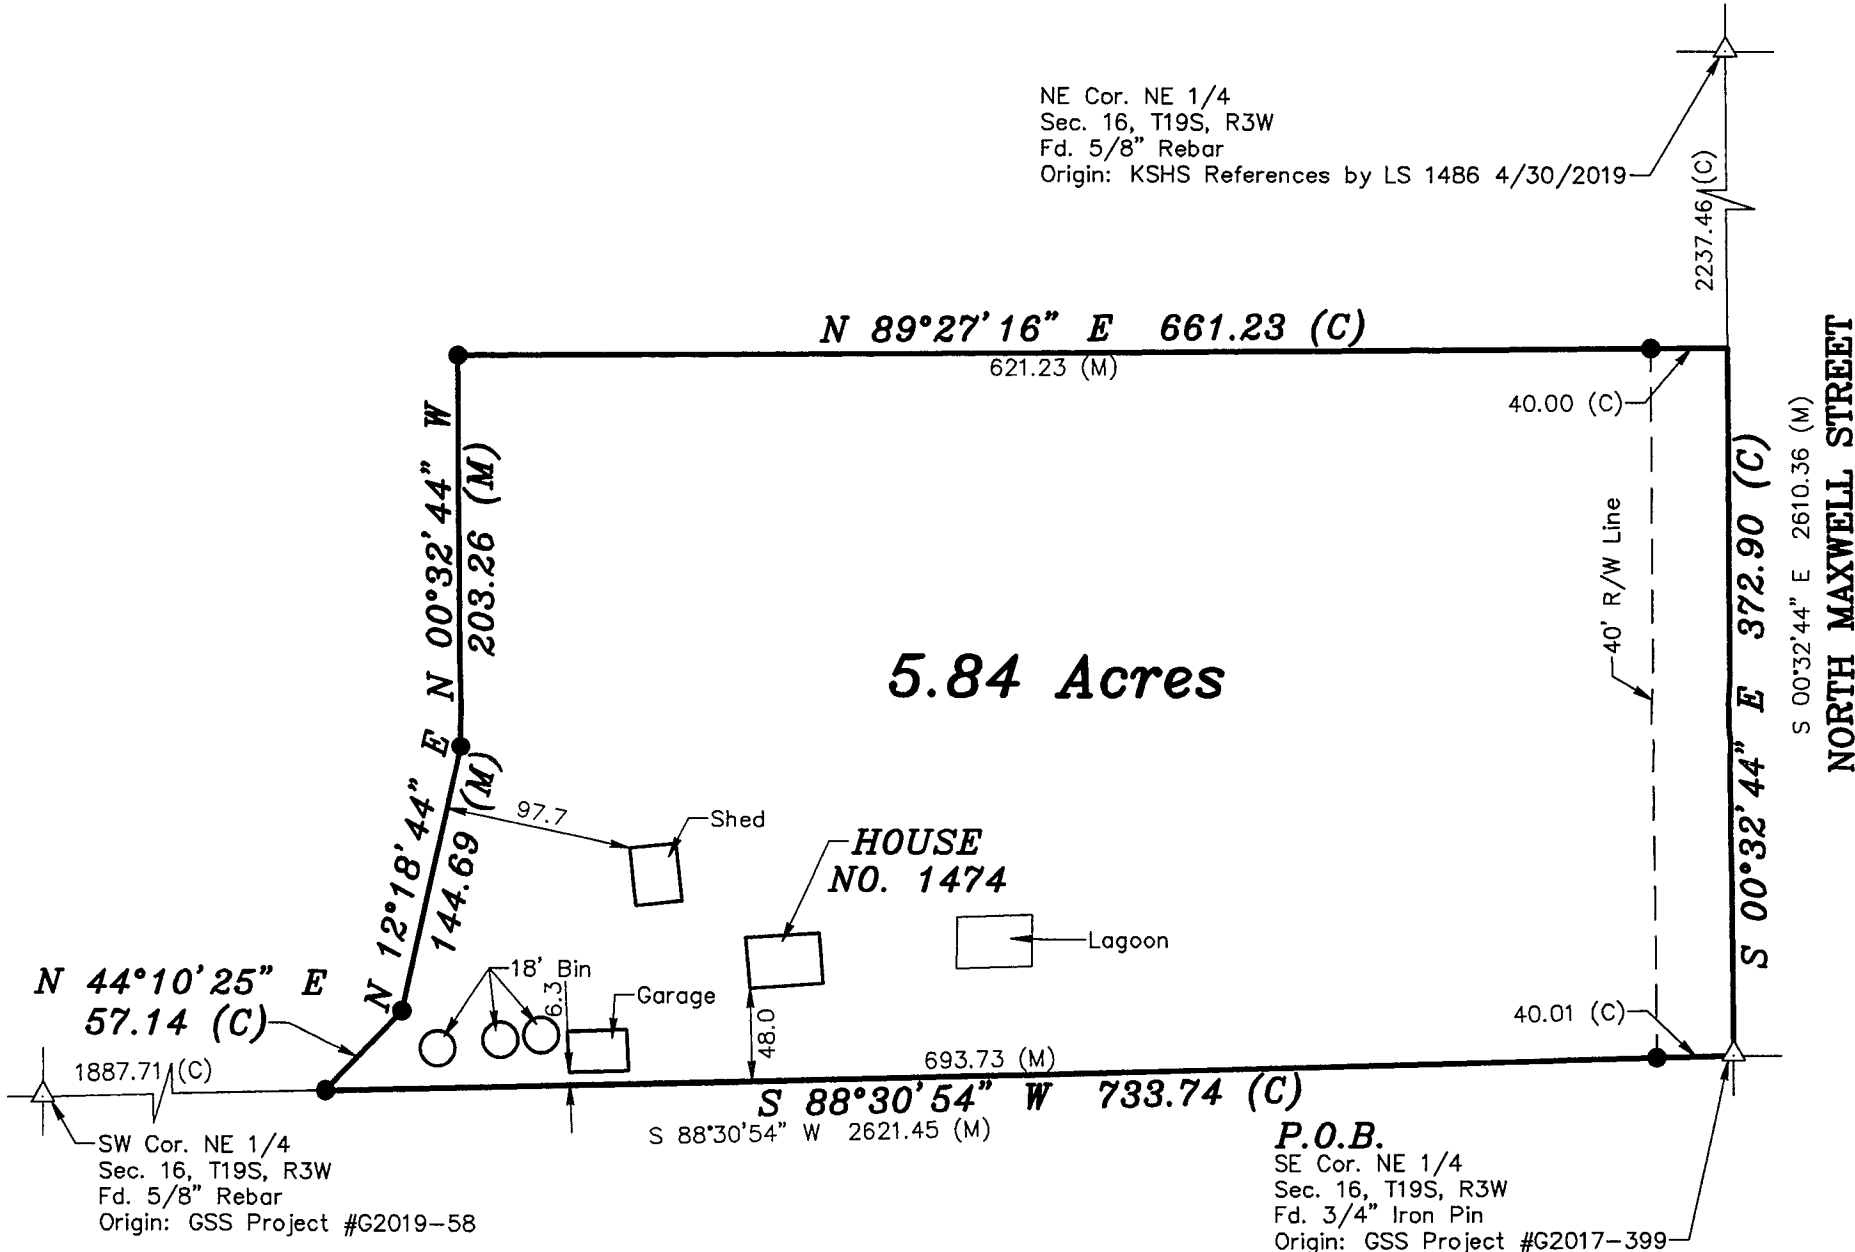 NE Cor. NE 1/4
Sec. 16, T19S, R3W
Fd. 5/8" Rebar
Origin: KSHS References by LS 1486 4/30/2019
2237.46 (C)
N 89°27'16" E 661.23 (C)
621.23 (M)
40.00 (C)
N 00°32'44" W
203.26 (M)
40' R/W Line
S 00°32'44" E 372.90 (C)
S 00°32'44" E 2610.36 (M)
NORTH MAXWELL STREET
5.84 Acres
N 12°18'44" E
144.69 (M)
97.7
Shed
HOUSE
NO. 1474
Lagoon
18' Bin
6.3
Garage
48.0
N 44°10'25" E
57.14 (C)
1887.71 (C)
40.01 (C)
693.73 (M)
S 88°30'54" W 733.74 (C)
S 88°30'54" W 2621.45 (M)
SW Cor. NE 1/4
Sec. 16, T19S, R3W
Fd. 5/8" Rebar
Origin: GSS Project #G2019-58
P.O.B.
SE Cor. NE 1/4
Sec. 16, T19S, R3W
Fd. 3/4" Iron Pin
Origin: GSS Project #G2017-399